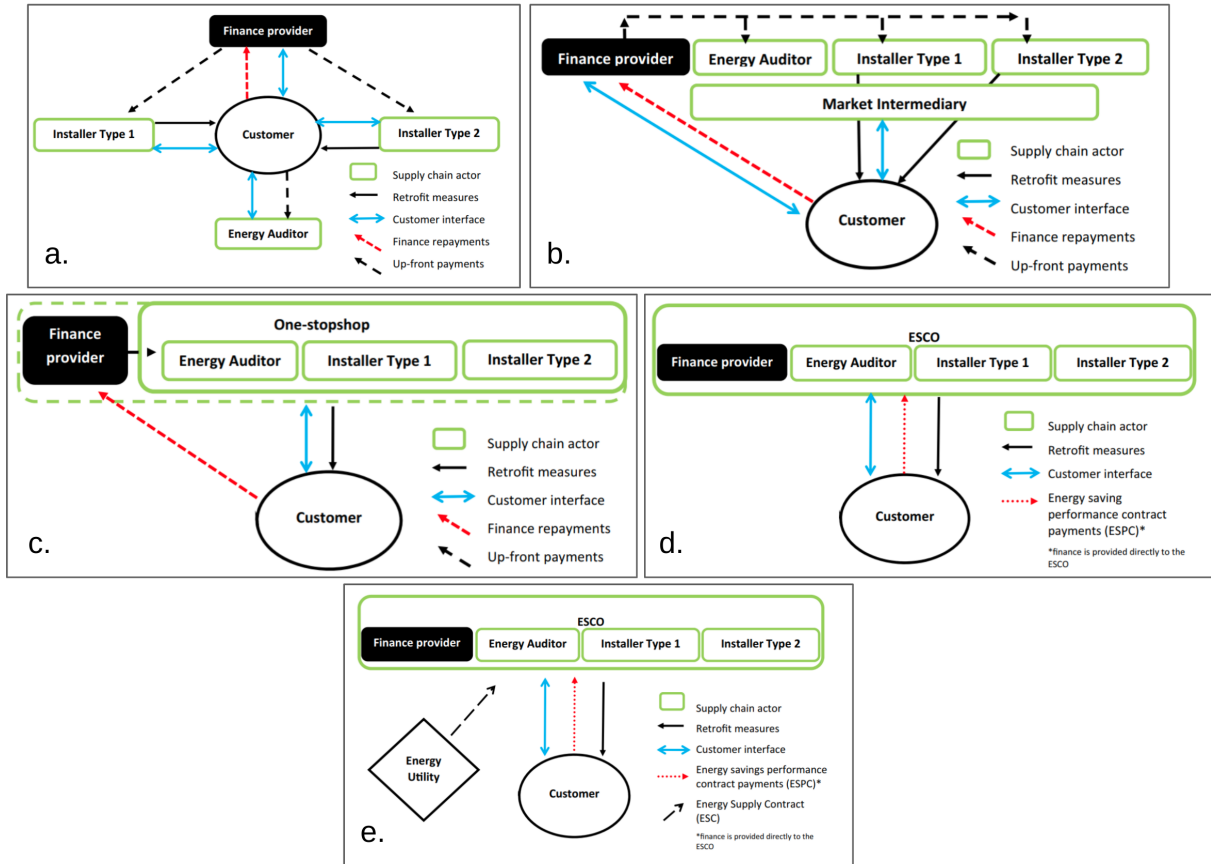 Finance provider
Installer Type 1
Customer
Installer Type 2
Energy Auditor
Supply chain actor
Retrofit measures
Customer interface
Finance repayments
Up-front payments
a.
Finance provider
Energy Auditor
Installer Type 1
Installer Type 2
Market Intermediary
Customer
Supply chain actor
Retrofit measures
Customer interface
Finance repayments
Up-front payments
b.
One-stopshop
Finance
provider
Energy Auditor
Installer Type 1
Installer Type 2
Customer
Supply chain actor
Retrofit measures
Customer interface
Finance repayments
Up-front payments
c.
ESCO
Finance provider
Energy Auditor
Installer Type 1
Installer Type 2
Customer
Supply chain actor
Retrofit measures
Customer interface
Energy saving
performance contract
payments (ESPC)*
*finance is provided directly to the
ESCO
d.
ESCO
Finance provider
Energy Auditor
Installer Type 1
Installer Type 2
Energy
Utility
Customer
Supply chain actor
Retrofit measures
Customer interface
Energy savings performance
contract payments (ESPC)*
Energy Supply Contract
(ESC)
*finance is provided directly to the
ESCO
e.